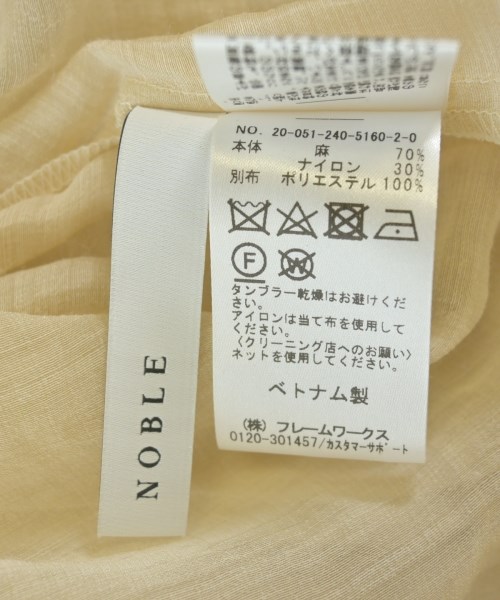 NO. 20-051-240-5160-2-0
本体 麻 70%
ナイロン 30%
別布 ポリエステル 100%
F
W
タンブラー乾燥はお避けくだ
さい。
アイロンは当て布を使用して
ください。
〈クリーニング店へのお願い〉
ネットを使用してください。
ベトナム製
(株) フレームワークス
0120-301457/カスタマーサポート
NOBLE